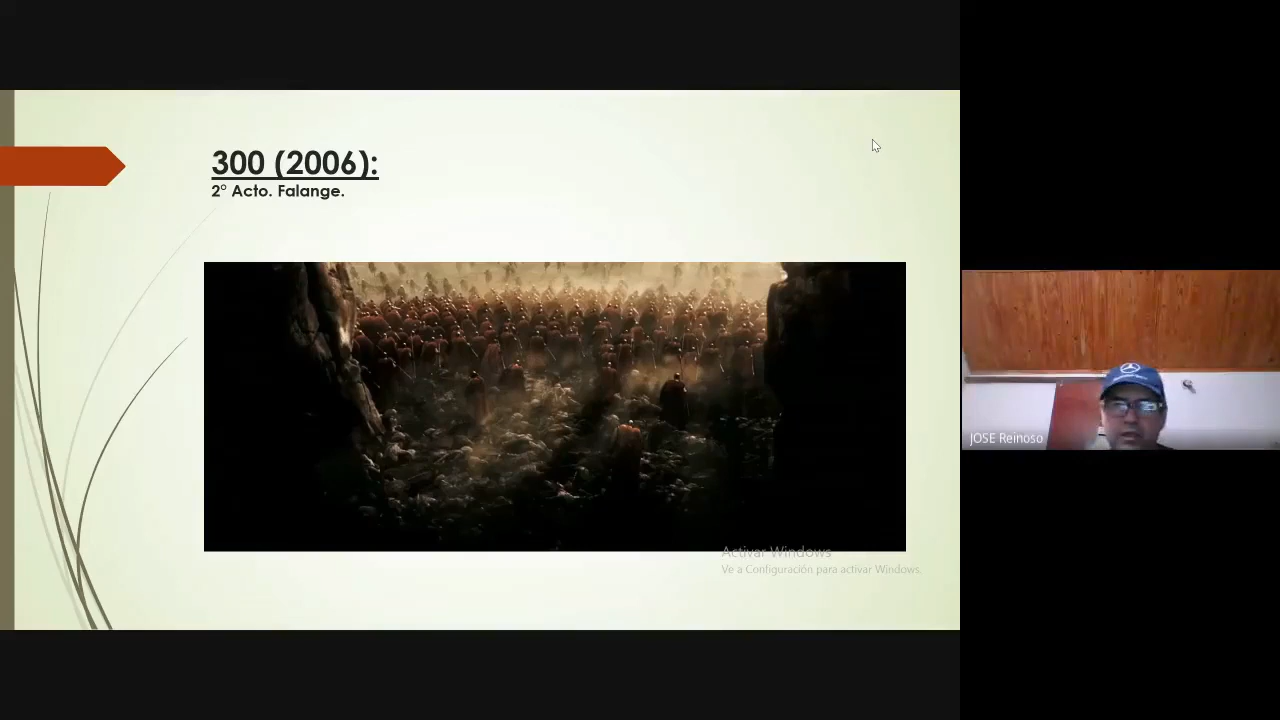 300 (2006):
2° Acto. Falange.
Activar Windows
Ve a Configuración para activar Windows.
JOSE Reinoso